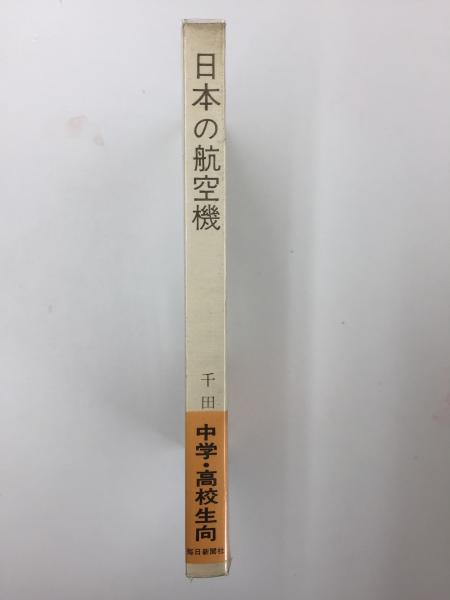 日本の航空機
千田
中学・高校生向
毎日新聞社